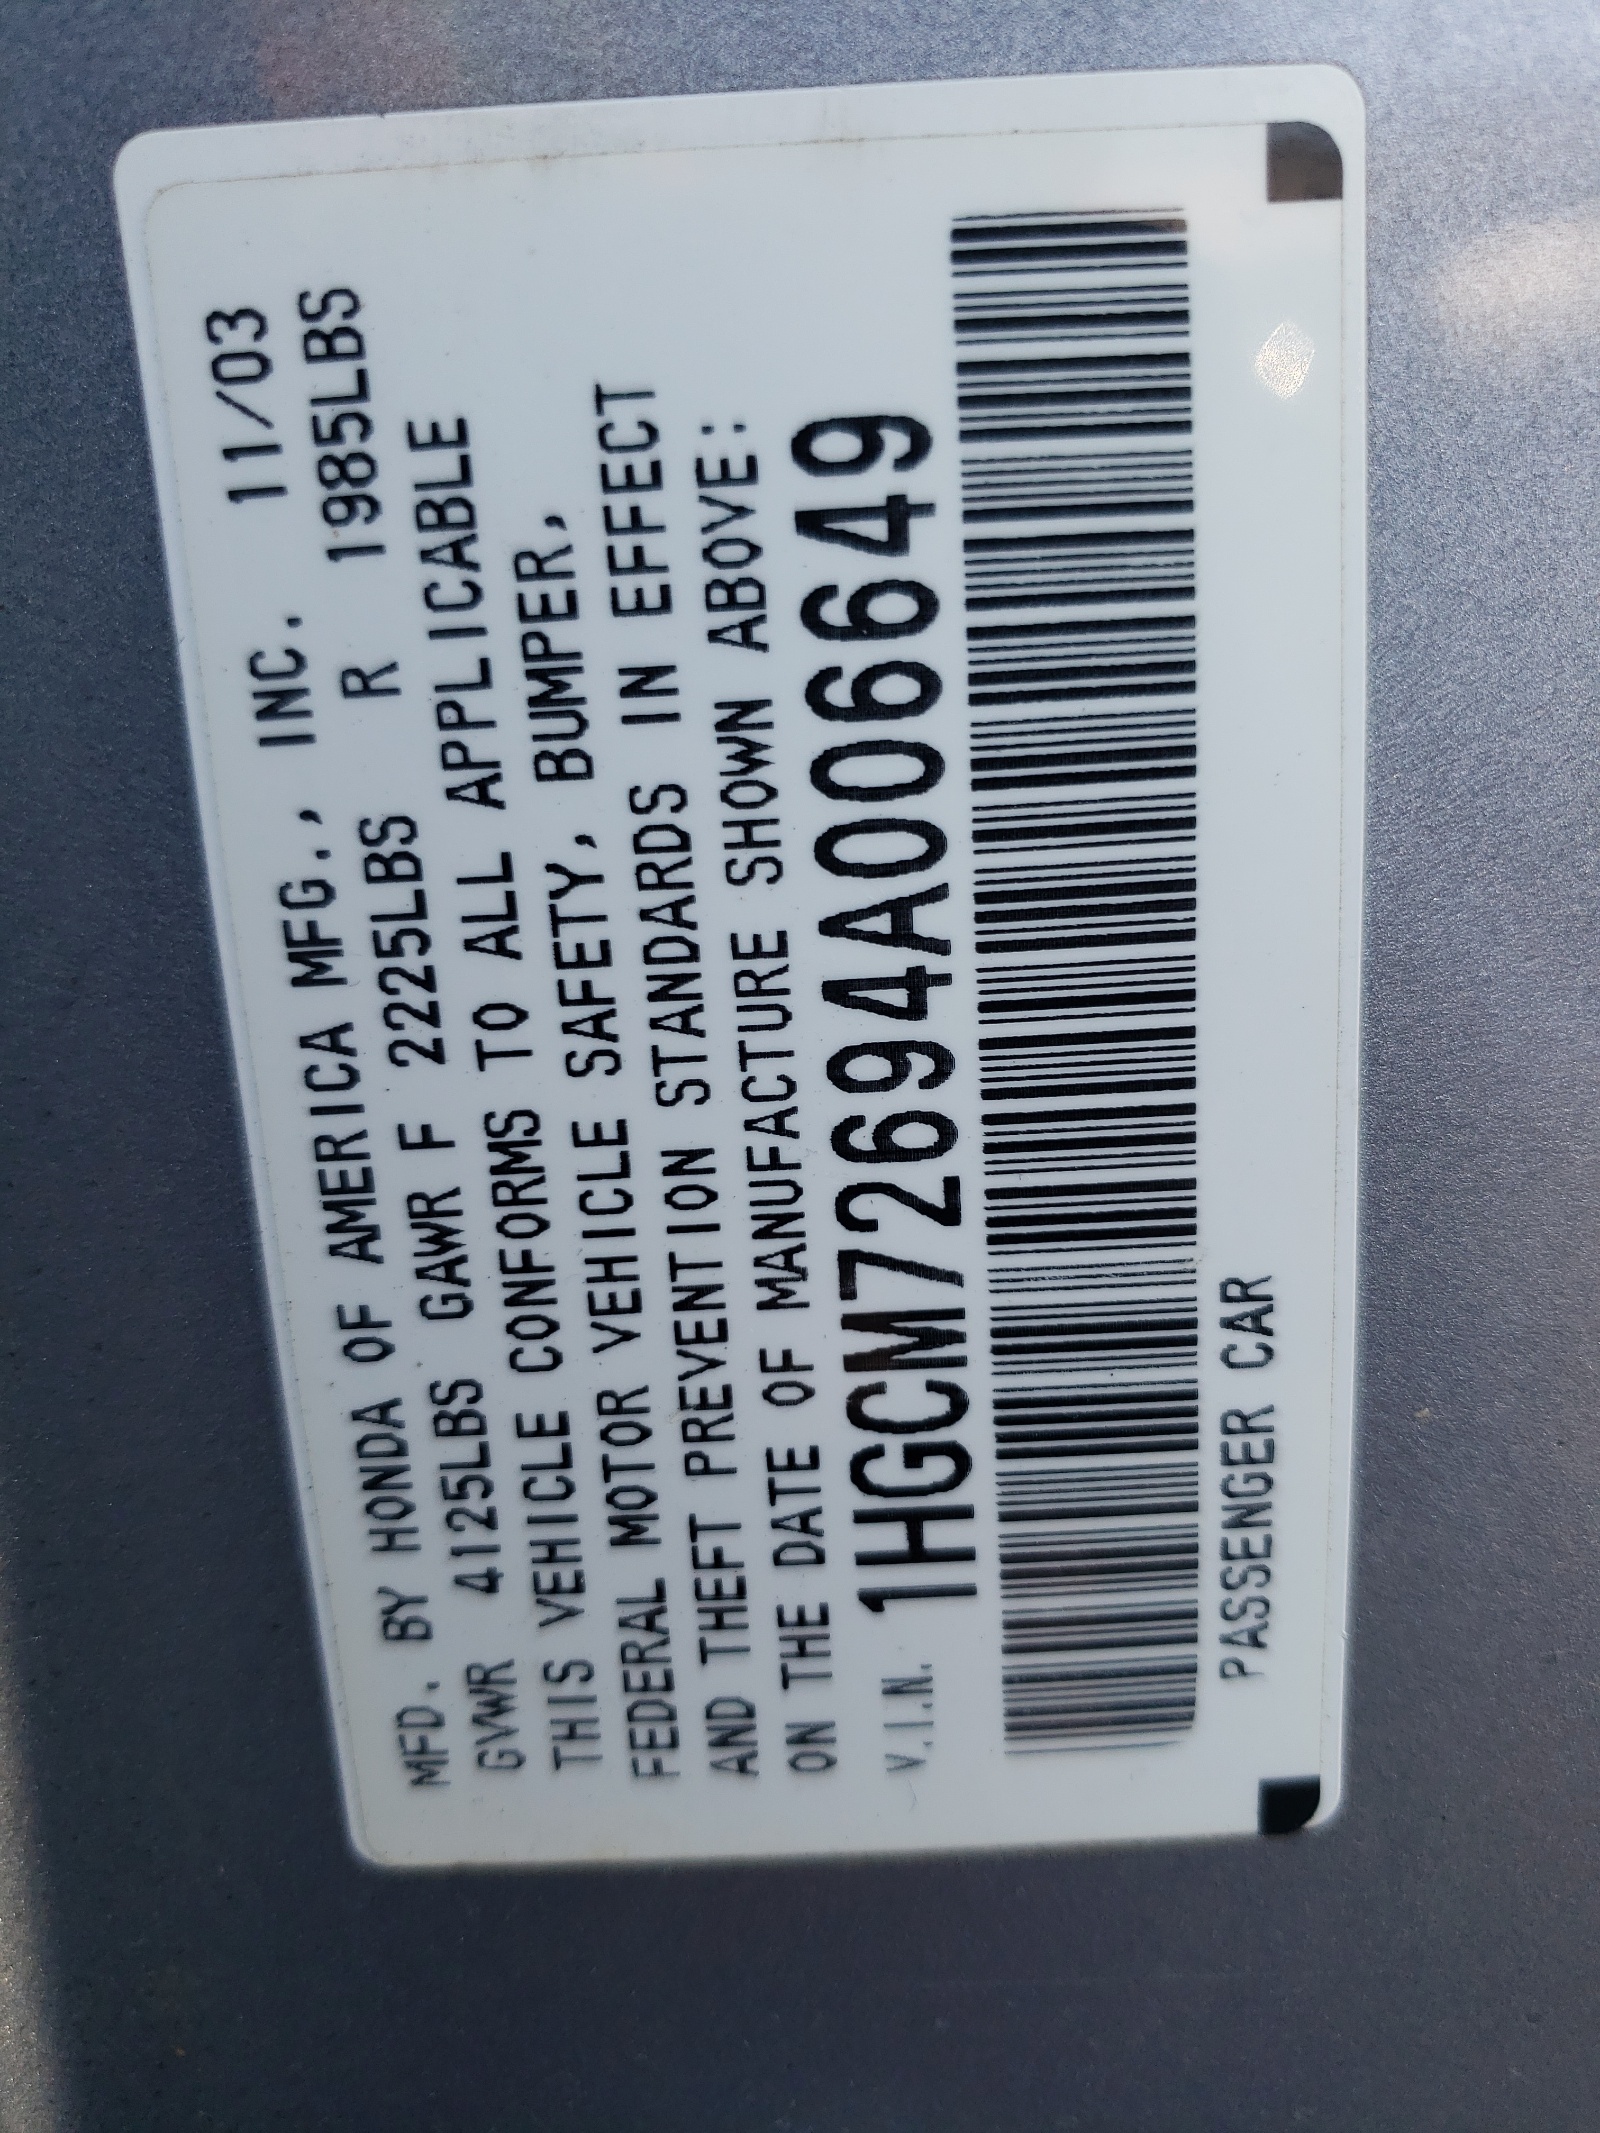 MFD. BY HONDA OF AMERICA MFG., INC. 11/03
GVWR 4125LBS GAWR F 2225LBS R 1985LBS
THIS VEHICLE CONFORMS TO ALL APPLICABLE
FEDERAL MOTOR VEHICLE SAFETY, BUMPER,
AND THEFT PREVENTION STANDARDS IN EFFECT
ON THE DATE OF MANUFACTURE SHOWN ABOVE:
V.I.N. 1HGCM72694A006649
PASSENGER CAR